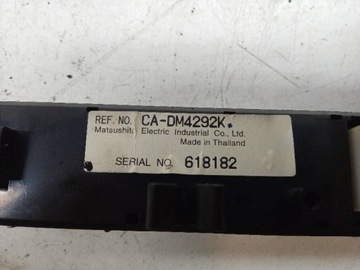 REF. NO. CA-DM4292K.
Matsushita Electric Industrial Co., Ltd.
Made in Thailand
SERIAL NO. 618182